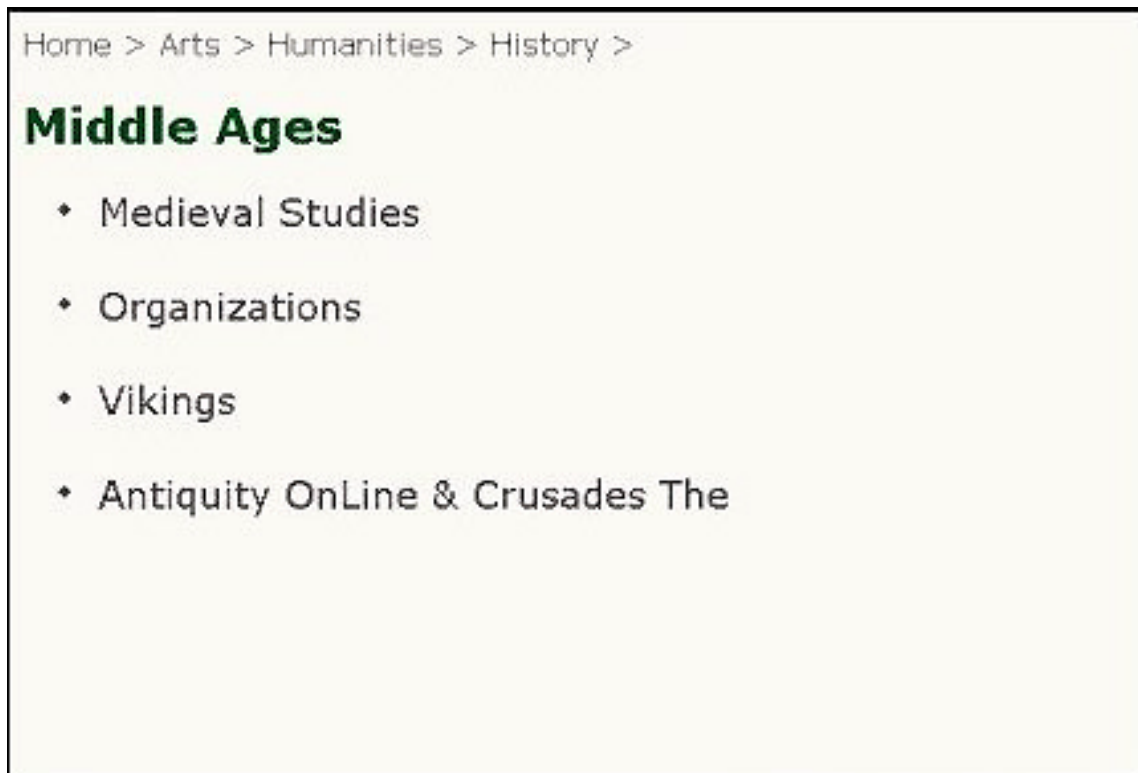 Home > Arts > Humanities > History >
Middle Ages
• Medieval Studies
• Organizations
• Vikings
• Antiquity OnLine & Crusades The